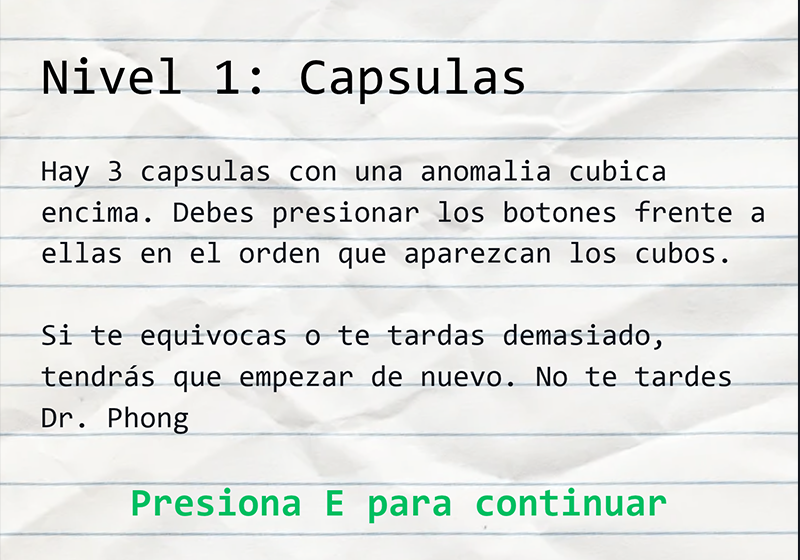 Nivel 1: Capsulas
Hay 3 capsulas con una anomalia cubica
encima. Debes presionar los botones frente a
ellas en el orden que aparezcan los cubos.
Si te equivocas o te tardas demasiado,
tendrás que empezar de nuevo. No te tardes
Dr. Phong
Presiona E para continuar